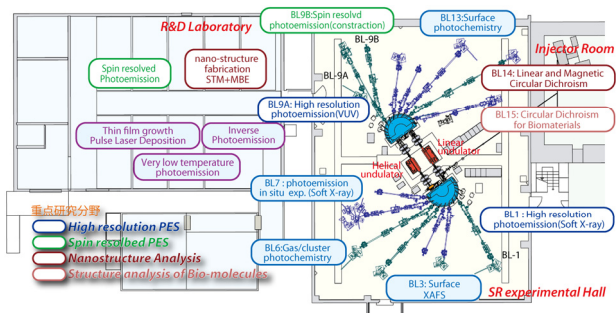 R&D Laboratory
BL9B:Spin resolvd
photoemission(constraction)
BL13:Surface
photochemistry
BL-9B
Injector Room
Spin resolved
Photoemission
nano-structure
fabrication
STM+MBE
BL-9A
BL14: Linear and Magnetic
Circular Dichroism
BL9A: High resolution
photoemission(VUV)
BL15: Circular Dichroism
for Biomaterials
Thin film growth
Pulse Laser Deposition
Inverse
Photoemission
Linear
undulator
Very low temperature
photoemission
Helical
undulator
BL7 : photoemission
in situ exp. (Soft X-ray)
重点研究分野
High resolution PES
Spin resolbed PES
Nanostructure Analysis
Structure analysis of Bio-molecules
BL1 : High resolution
photoemission(Soft X-ray)
BL6:Gas/cluster
photochemistry
BL-1
BL3: Surface
XAFS
SR experimental Hall